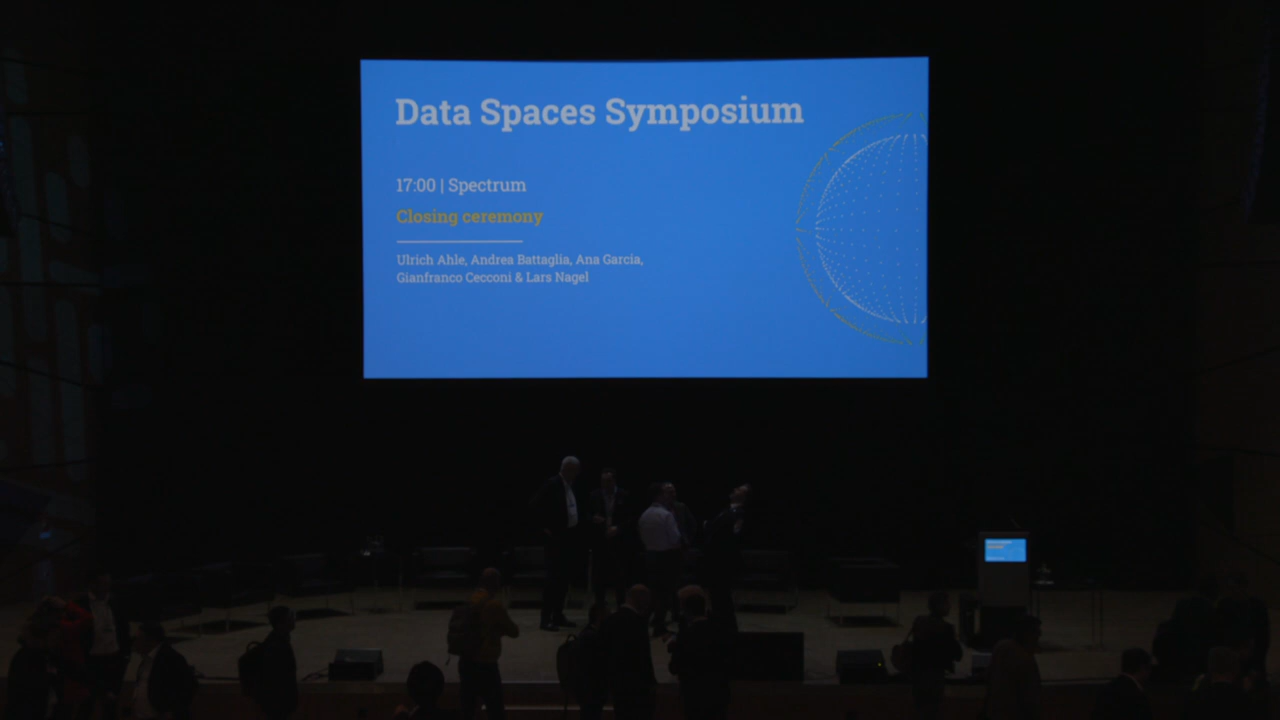 Data Spaces Symposium
17:00 | Spectrum
Closing ceremony
Ulrich Ahle, Andrea Battaglia, Ana Garcia,
Gianfranco Cecconi & Lars Nagel